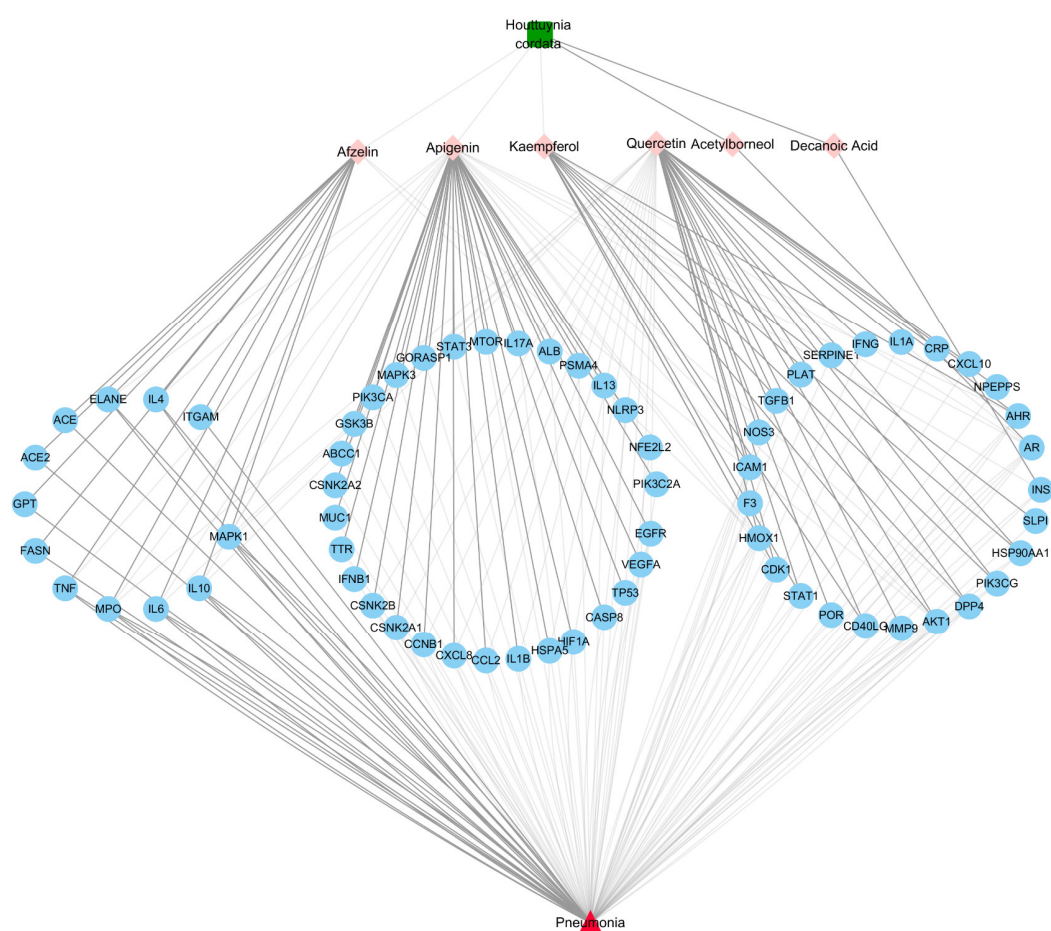 Houttuynia
cordata
Afzelin
Apigenin
Kaempferol
Quercetin
Acetylborneol
Decanoic Acid
ELANE
IL4
ITGAM
ACE
ACE2
GPT
FASN
TNF
MPO
IL6
IL10
MAPK1
STAT3
MTOR
IL17A
ALB
PSMA4
IL13
NLRP3
NFE2L2
PIK3C2A
EGFR
VEGFA
TP53
CASP8
HIF1A
HSPA5
IL1B
CCL2
CXCL8
CCNB1
CSNK2A1
CSNK2B
IFNB1
TTR
MUC1
CSNK2A2
ABCC1
GSK3B
PIK3CA
MAPK3
GORASP1
SERPINE1
IFNG
IL1A
CRP
CXCL10
NPEPPS
AHR
AR
INS
SLPI
HSP90AA1
PIK3CG
DPP4
AKT1
MMP9
CD40LG
POR
STAT1
CDK1
HMOX1
F3
ICAM1
NOS3
TGFB1
PLAT
Pneumonia